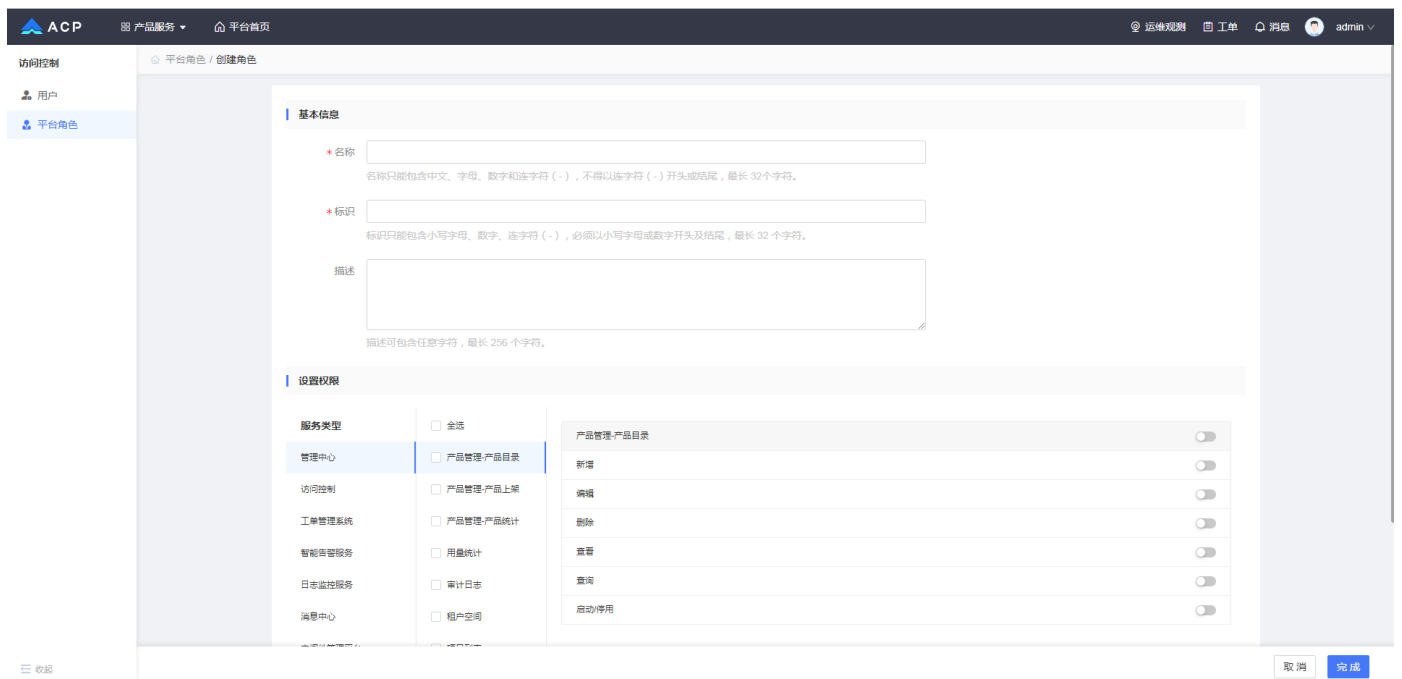 ACP 产品服务 平台首页 运维观测 工单 消息 admin
访问控制
平台角色 / 创建角色
用户
平台角色
基本信息
*名称
名称只能包含中文、字母、数字和连字符 ( - ) ，不得以连字符 ( - ) 开头或结尾，最长 32个字符。
*标识
标识只能包含小写字母、数字、连字符 ( - ) ，必须以小写字母或数字开头及结尾，最长 32 个字符。
描述
描述可包含任意字符，最长 256 个字符。
设置权限
服务类型
管理中心
访问控制
工单管理系统
智能告警服务
日志监控服务
消息中心
全选
产品管理-产品目录
产品管理-产品上架
产品管理-产品统计
用量统计
审计日志
租户空间
产品管理-产品目录
新增
编辑
删除
查看
查询
启动/停用
收起
取 消
完 成